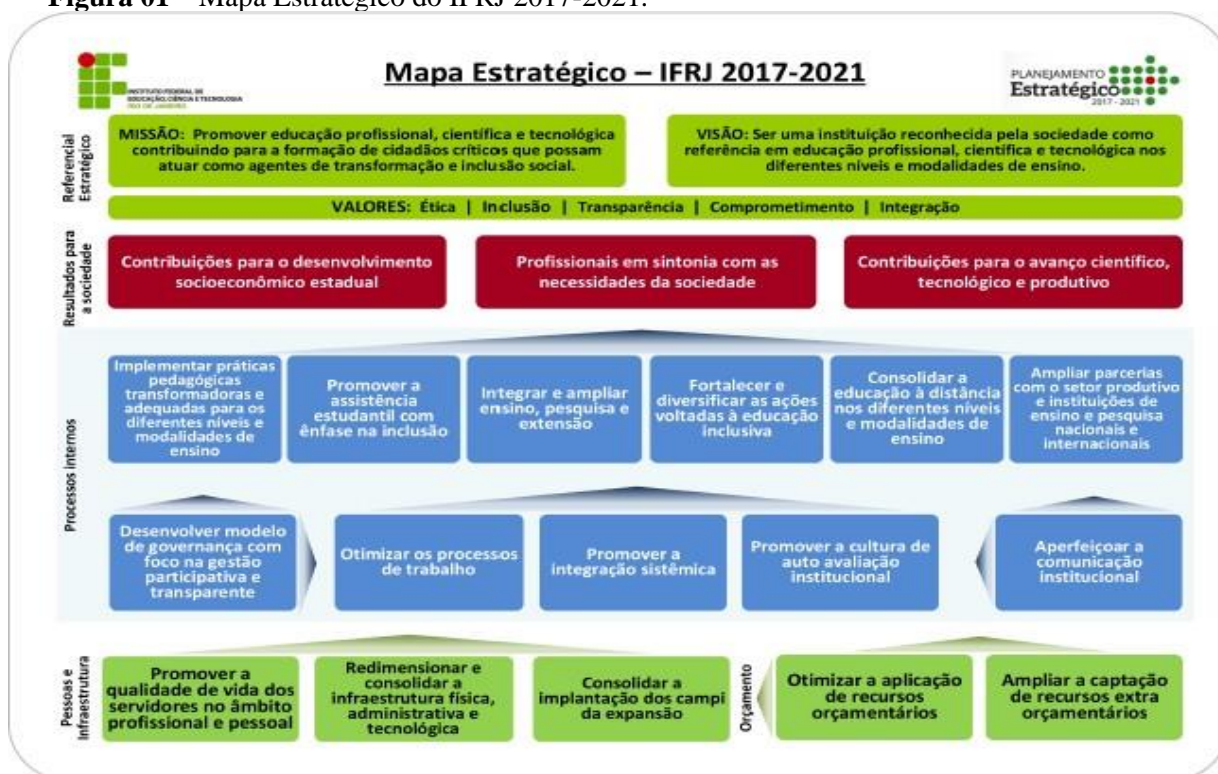 Figura 01 – Mapa Estratégico do IFRJ 2017-2021.
INSTITUTO FEDERAL DE
EDUCAÇÃO, CIÊNCIA E TECNOLOGIA
RIO DE JANEIRO
Mapa Estratégico – IFRJ 2017-2021
PLANEJAMENTO
Estratégico
2017 - 2021
Referencial
Estratégico
MISSÃO: Promover educação profissional, científica e tecnológica
contribuindo para a formação de cidadãos críticos que possam
atuar como agentes de transformação e inclusão social.
VISÃO: Ser uma instituição reconhecida pela sociedade como
referência em educação profissional, científica e tecnológica nos
diferentes níveis e modalidades de ensino.
VALORES: Ética | Inclusão | Transparência | Comprometimento | Integração
Resultados para
a sociedade
Contribuições para o desenvolvimento
socioeconômico estadual
Profissionais em sintonia com as
necessidades da sociedade
Contribuições para o avanço científico,
tecnológico e produtivo
Processos internos
Implementar práticas
pedagógicas
transformadoras e
adequadas para os
diferentes níveis e
modalidades de
ensino
Promover a
assistência
estudantil com
ênfase na inclusão
Integrar e ampliar
ensino, pesquisa e
extensão
Fortalecer e
diversificar as ações
voltadas à educação
inclusiva
Consolidar a
educação à distância
nos diferentes níveis
e modalidades de
ensino
Ampliar parcerias
com o setor produtivo
e instituições de
ensino e pesquisa
nacionais e
internacionais
Desenvolver modelo
de governança com
foco na gestão
participativa e
transparente
Otimizar os processos
de trabalho
Promover a
integração sistêmica
Promover a cultura de
auto avaliação
institucional
Aperfeiçoar a
comunicação
institucional
Pessoas e
Infraestrutura
Promover a
qualidade de vida dos
servidores no âmbito
profissional e pessoal
Redimensionar e
consolidar a
infraestrutura física,
administrativa e
tecnológica
Consolidar a
implantação dos campi
da expansão
Orçamento
Otimizar a aplicação
de recursos
orçamentários
Ampliar a captação
de recursos extra
orçamentários